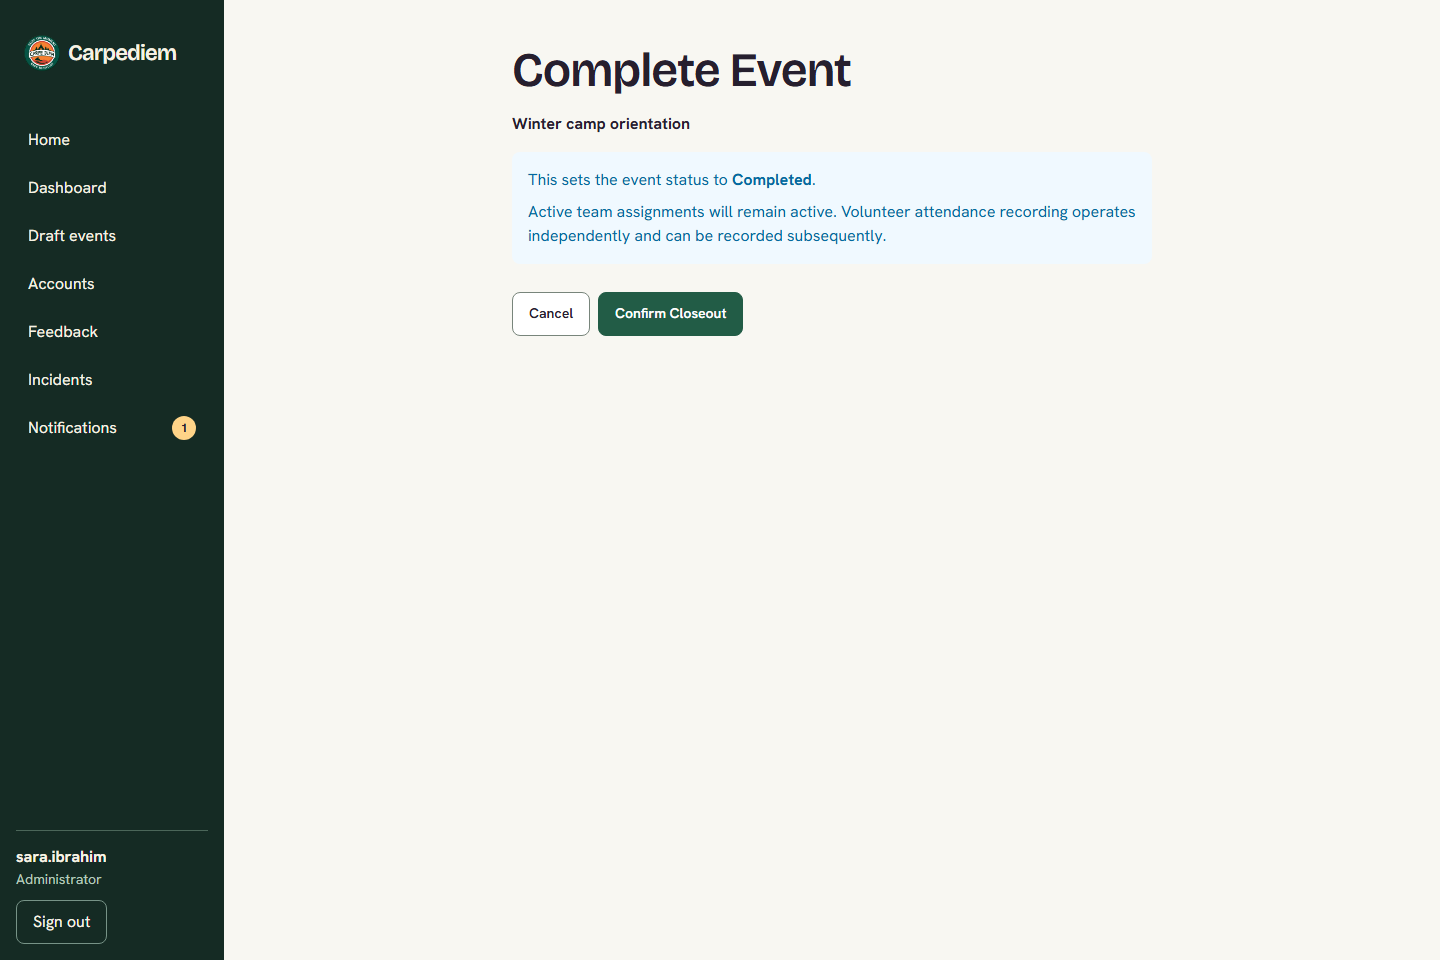 Carpediem
Home
Dashboard
Draft events
Accounts
Feedback
Incidents
Notifications 1
sara.ibrahim
Administrator
Sign out
Complete Event
Winter camp orientation
This sets the event status to Completed.
Active team assignments will remain active. Volunteer attendance recording operates
independently and can be recorded subsequently.
Cancel Confirm Closeout